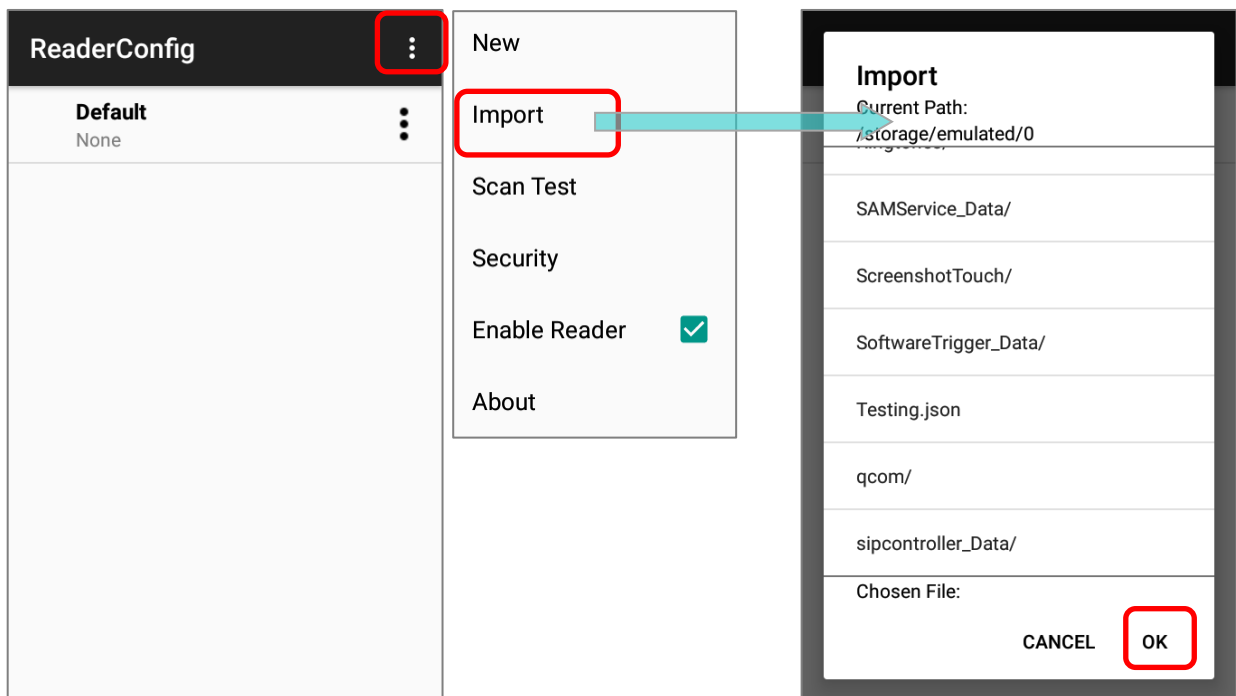 ReaderConfig
Default
None
New
Import
Scan Test
Security
Enable Reader
About
Import
Current Path:
/storage/emulated/0
SAMService_Data/
ScreenshotTouch/
SoftwareTrigger_Data/
Testing.json
qcom/
sipcontroller_Data/
Chosen File:
CANCEL
OK